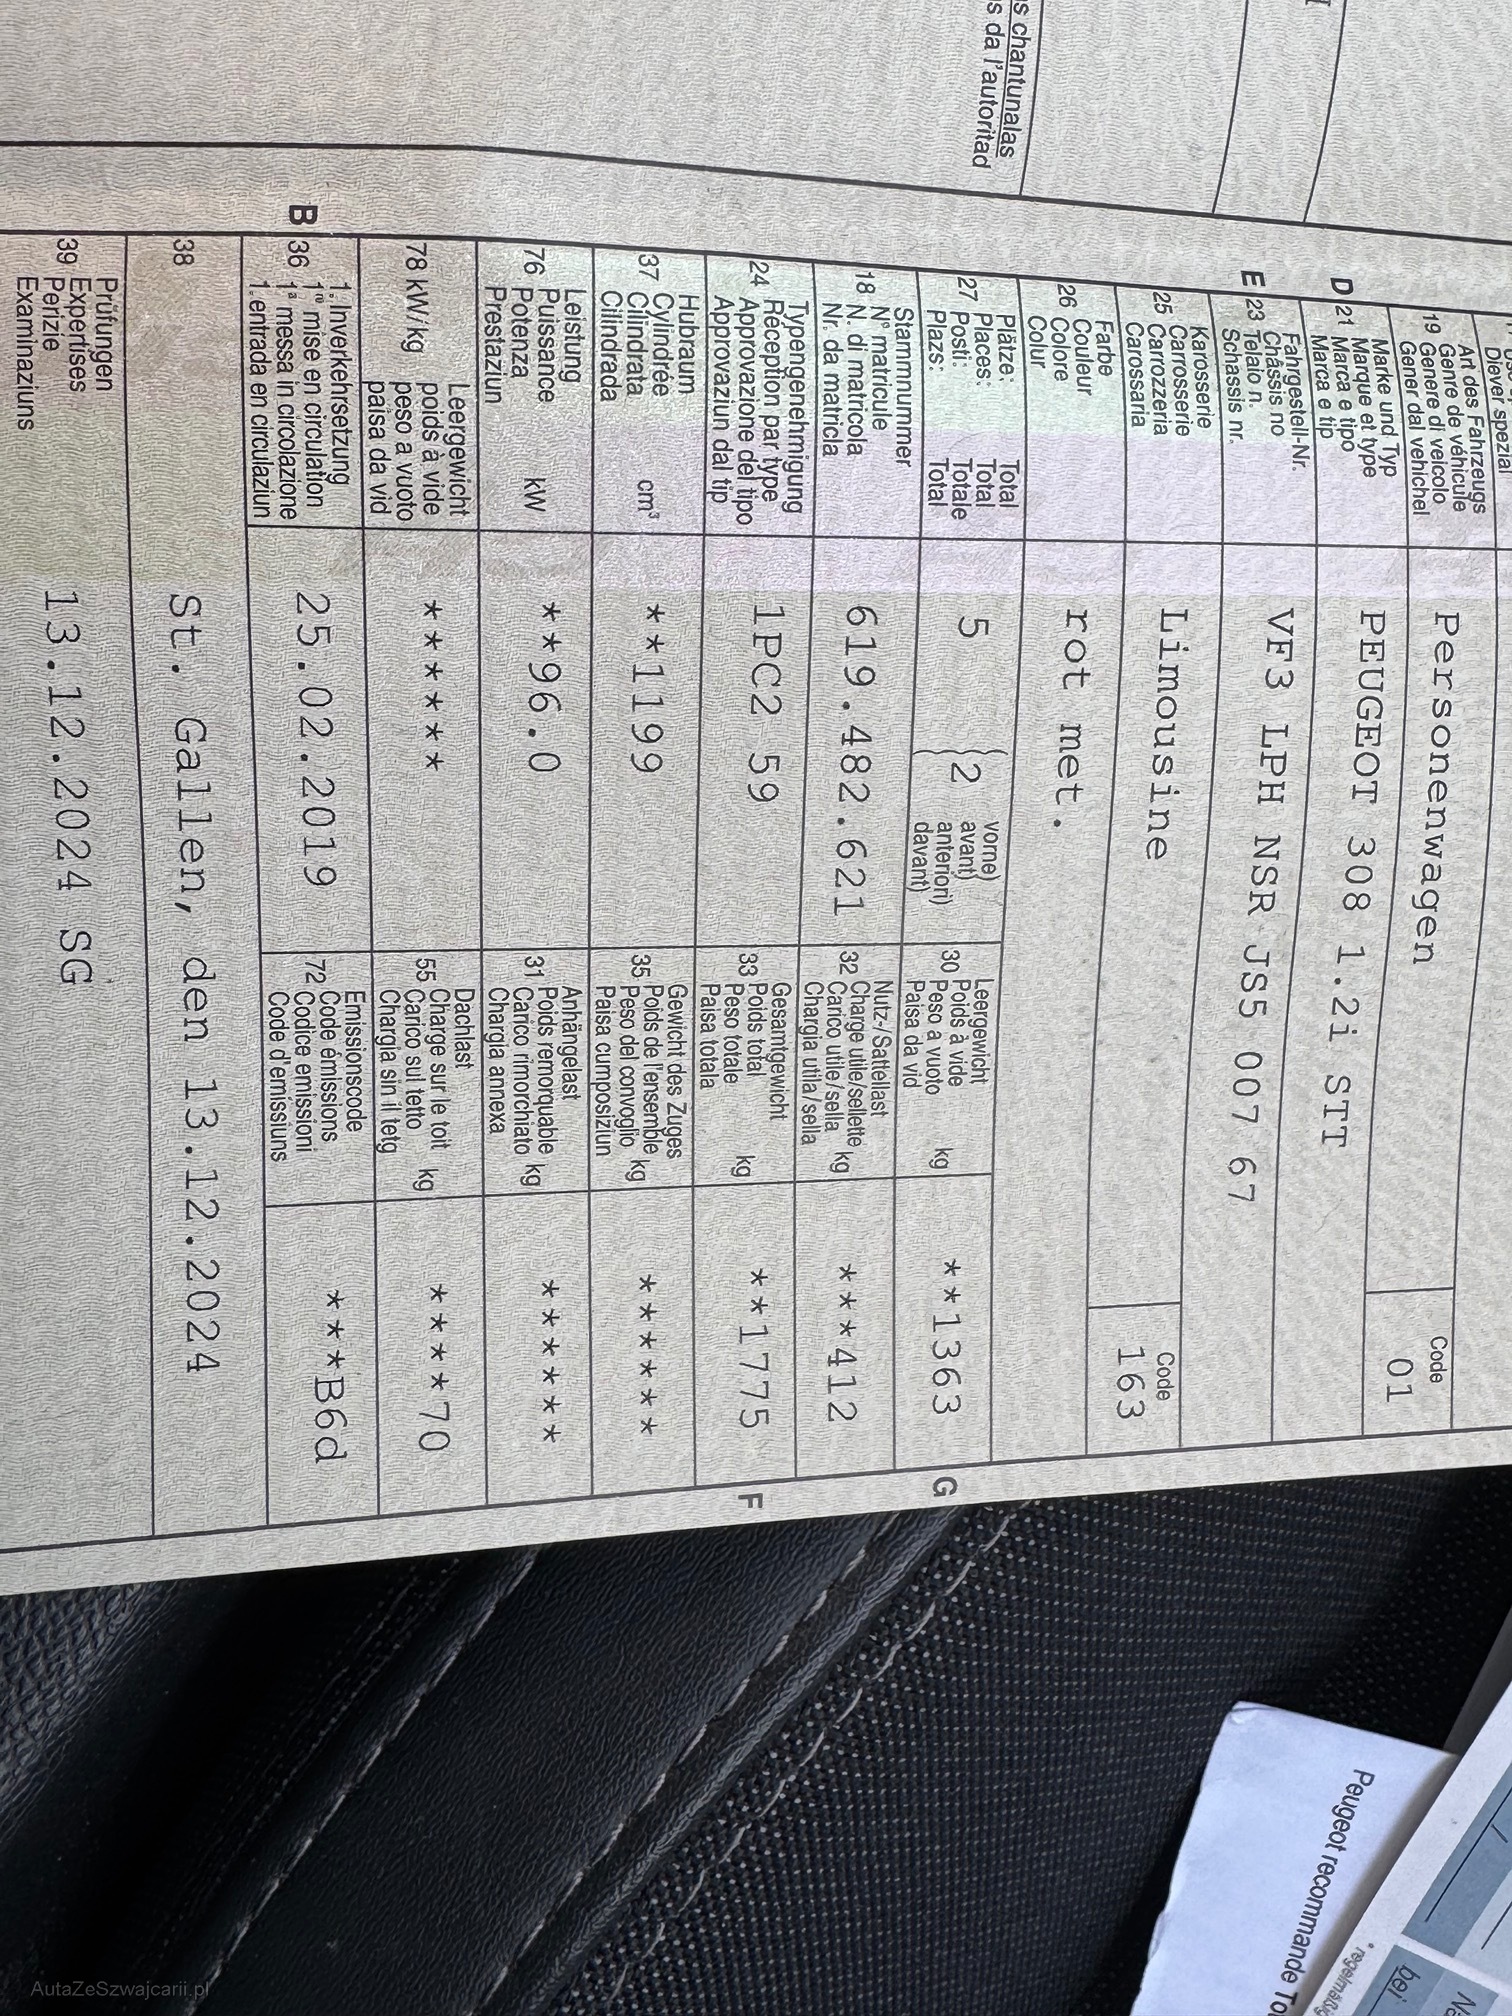 s chantunalas
s da l'autoritad
Dever spezial
Art des Fahrzeugs
Genre de véhicule
19 Genere di veicolo
Gener dal vehichel
Personenwagen
Code
01
Marke und Typ
D 21 Marque et type
Marca e tipo
Marca e tip
PEUGEOT 308 1.2i STT
Fahrgestell-Nr.
E 23 Châssis no
Telaio n.
Schassis nr.
VF3 LPH NSR JS5 007 67
Karosserie
25 Carrosserie
Carrozzeria
Carossaria
Limousine
Code
163
Farbe
26 Couleur
Colore
Colur
rot met.
Plätze: Total
27 Places: Total
Posti: Totale
Plazs: Total
5 (2 vorne)
avant)
anteriori)
davant)
Leergewicht
30 Poids à vide
Peso a vuoto kg
Paisa da vid
**1363
G
Stammnummer
18 N° matricule
N. di matricola
Nr. da matricla
619.482.621
Nutz-/Sattellast
32 Charge utile/sellette
Carico utile/sella kg
Chargia utila/sella
***412
Typengenehmigung
24 Réception par type
Approvazione del tipo
Approvaziun dal tip
1PC2 59
Gesamtgewicht
33 Poids total
Peso totale kg
Paisa totala
**1775
F
Hubraum
37 Cylindrée
Cilindrata cm³
Cilindrada
**1199
Gewicht des Zuges
35 Poids de l'ensemble
Peso del convoglio kg
Paisa cumposiziun
******
Leistung
76 Puissance
Potenza kW
Prestaziun
**96.0
Anhängelast
31 Poids remorquable
Carico rimorchiato kg
Chargia annexa
******
78 kW/kg
Leergewicht
poids à vide
peso a vuoto
paisa da vid
******
Dachlast
55 Charge sur le toit
Carico sul tetto kg
Chargia sin il tetg
****70
1. Inverkehrsetzung
B 36 1re mise en circulation
1a messa in circolazione
1. entrada en circulaziun
25.02.2019
Emissionscode
72 Code émissions
Codice emissioni
Code d'emissiuns
***B6d
38
St. Gallen, den 13.12.2024
Prüfungen
39 Expertises
Perizie
Examinaziuns
13.12.2024 SG
Peugeot recommande To
bei
AutaZeSzwajcarii.pl